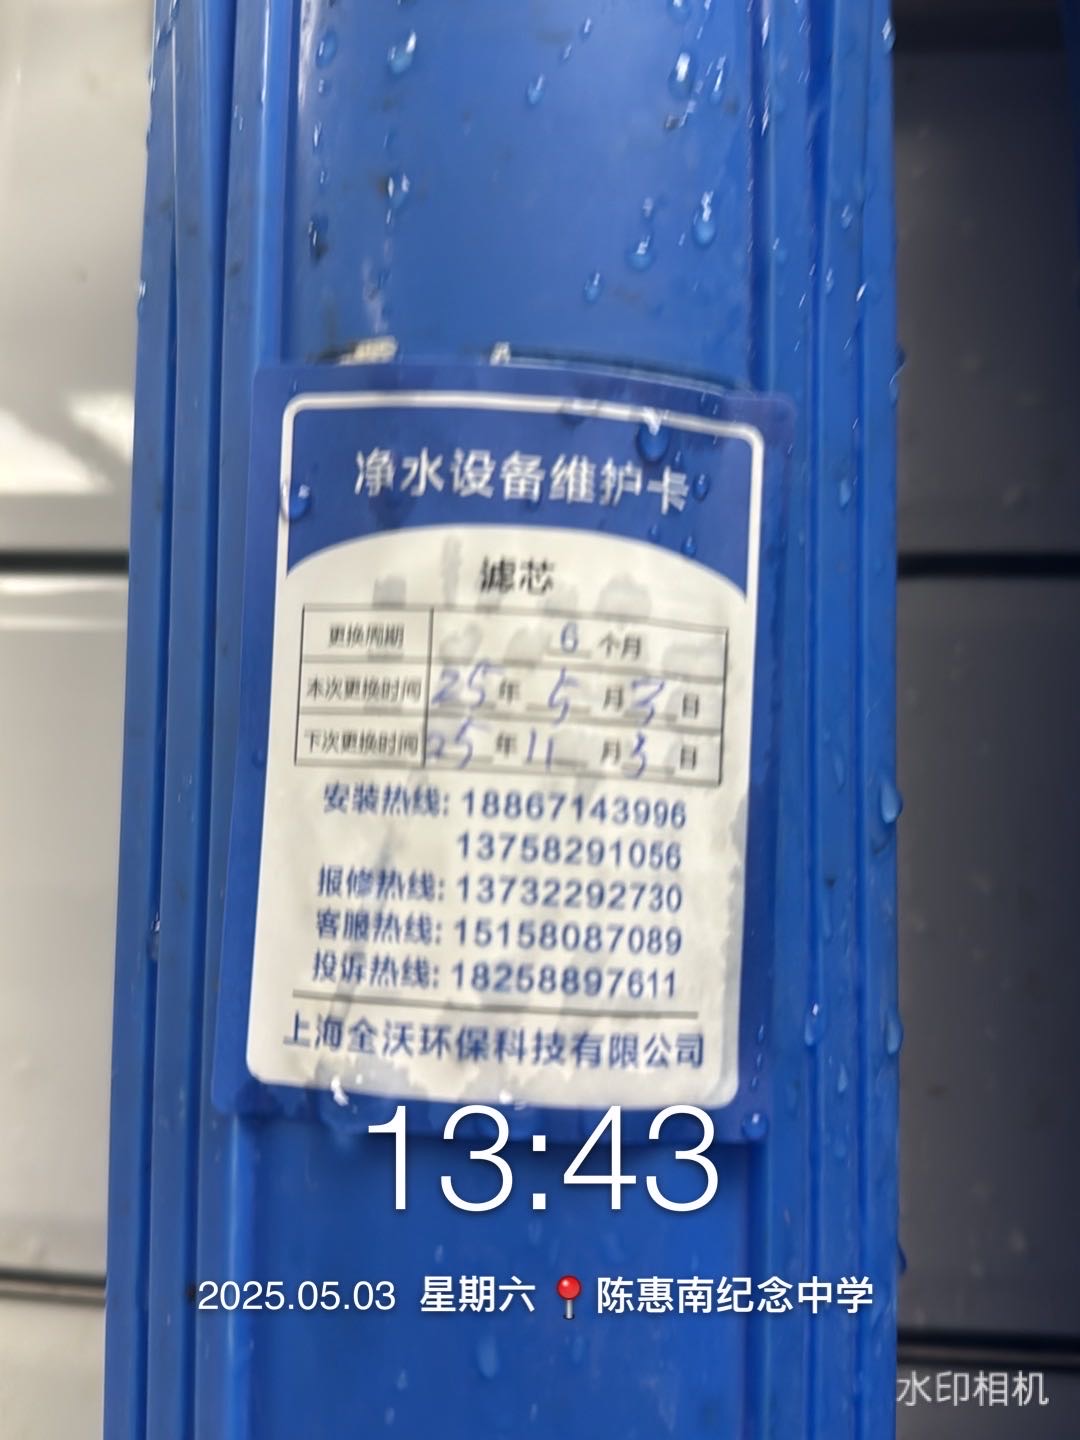 净水设备维护卡
滤芯
更换周期 6 个月
本次更换时间 25 年 5 月 3 日
下次更换时间 25 年 11 月 3 日
安装热线: 18867143996
13758291056
报修热线: 13732292730
客服热线: 15158087089
投诉热线: 18258897611
上海全沃环保科技有限公司
13:43
2025.05.03 星期六 📍 陈惠南纪念中学
水印相机